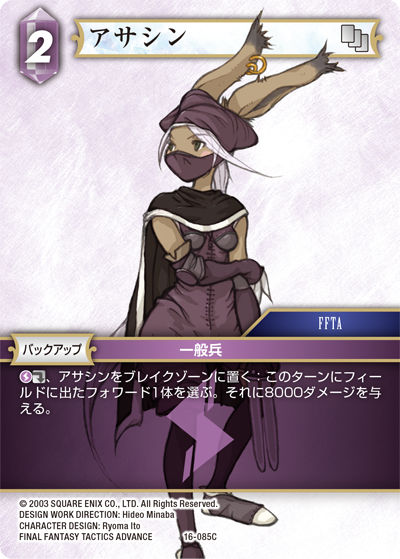 2
アサシン
FFTA
バックアップ
一般兵
、アサシンをブレイクゾーンに置く：このターンにフィー
ルドに出たフォワード1体を選ぶ。それに8000ダメージを与
える。
© 2003 SQUARE ENIX CO., LTD. All Rights Reserved.
DESIGN WORK DIRECTION: Hideo Minaba
CHARACTER DESIGN: Ryoma Ito
FINAL FANTASY TACTICS ADVANCE
16-085C